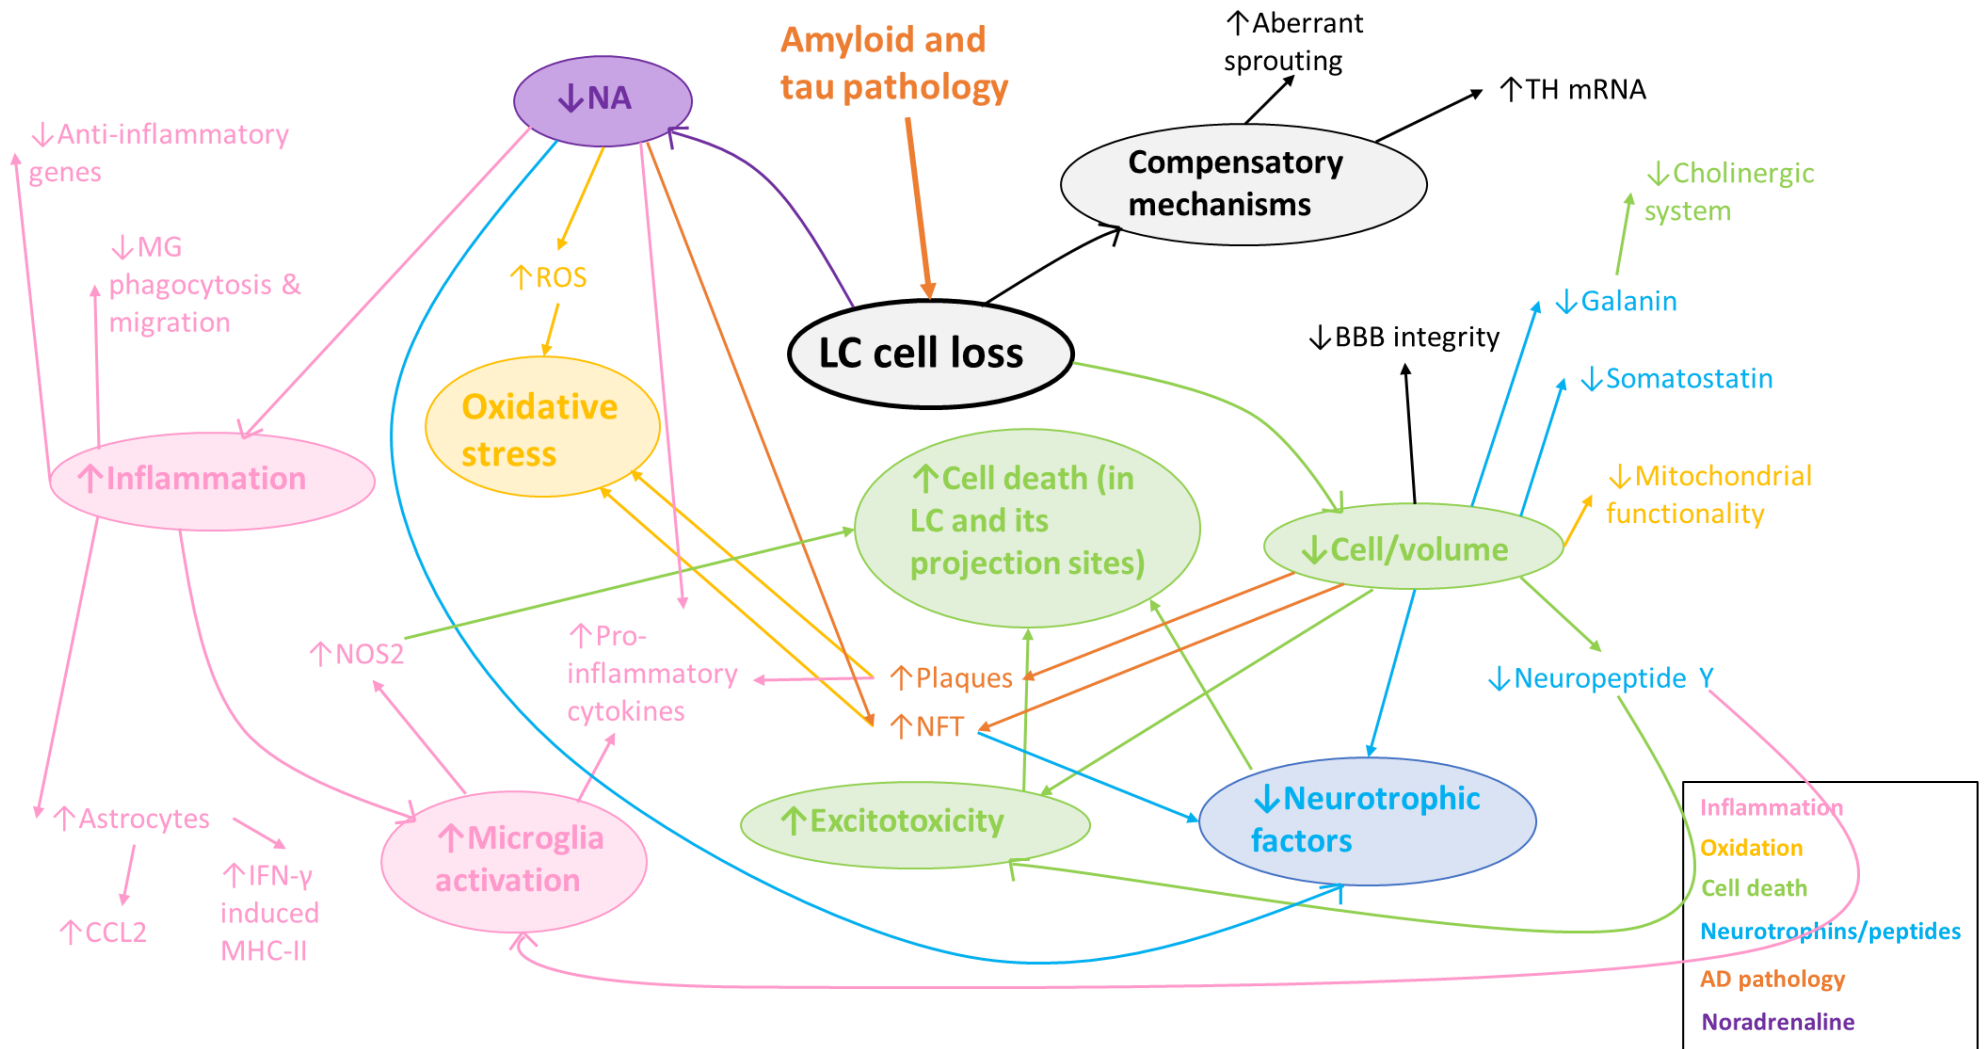 ↑Aberrant
sprouting
Amyloid and
tau pathology
↑TH mRNA
↓NA
↓Anti-inflammatory
genes
Compensatory
mechanisms
↓Cholinergic
system
↓MG
phagocytosis &
migration
↑ROS
↓Galanin
↓BBB integrity
LC cell loss
↓Somatostatin
Oxidative
stress
↑Inflammation
↑Cell death (in
LC and its
projection sites)
↓Mitochondrial
functionality
↓Cell/volume
↑NOS2
↑Pro-
inflammatory
cytokines
↑Plaques
↑NFT
↓Neuropeptide Y
↑Astrocytes
↑IFN-γ
induced
MHC-II
↑CCL2
↑Microglia
activation
↑Excitotoxicity
↓Neurotrophic
factors
Inflammation
Oxidation
Cell death
Neurotrophins/peptides
AD pathology
Noradrenaline